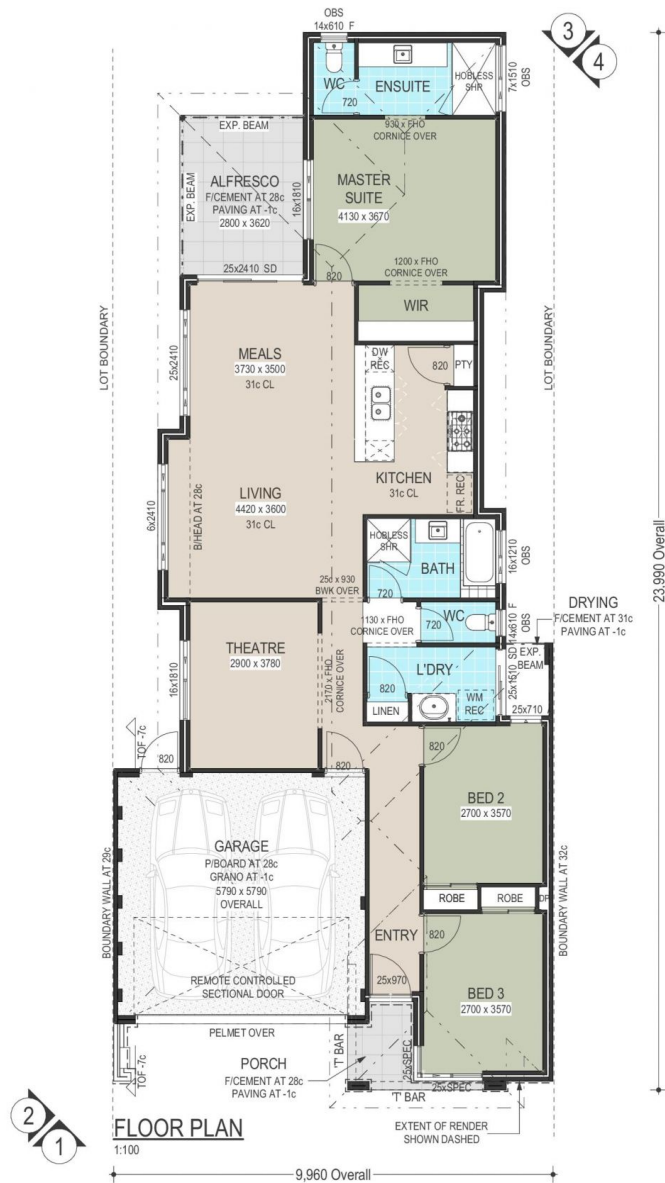 OBS
14x610 F
3
4
WC
720
ENSUITE
HOBLESS
SHR
7x1510
OBS
EXP. BEAM
930 x FHO
CORNICE OVER
EXP. BEAM
ALFRESCO
F/CEMENT AT 28c
PAVING AT -1c
2800 x 3620
16x1810
MASTER
SUITE
4130 x 3670
25x2410 SD
820
1200 x FHO
CORNICE OVER
WIR
LOT BOUNDARY
LOT BOUNDARY
25x2410
MEALS
3730 x 3500
31c CL
DW
REC
820
PTY
KITCHEN
31c CL
FR. REC
6x2410
B/HEAD AT 28c
LIVING
4420 x 3600
31c CL
HOBLESS
SHR
BATH
720
16x1210
OBS
23,990 Overall
25c x 930
BWK OVER
1130 x FHO
CORNICE OVER
720
WC
14x610 F
OBS
DRYING
F/CEMENT AT 31c
PAVING AT -1c
THEATRE
2900 x 3780
16x1810
2170 x FHO
CORNICE OVER
L'DRY
820
LINEN
WM
REC
25x1510 SD
EXP.
BEAM
25x710
TOF -7c
820
820
820
BED 2
2700 x 3570
GARAGE
P/BOARD AT 28c
GRANO AT -1c
5790 x 5790
OVERALL
BOUNDARY WALL AT 29c
BOUNDARY WALL AT 32c
ROBE
ROBE
DP
820
ENTRY
25x970
BED 3
2700 x 3570
REMOTE CONTROLLED
SECTIONAL DOOR
PELMET OVER
TOF -7c
PORCH
F/CEMENT AT 28c
PAVING AT -1c
'T' BAR
25xSPEC
25xSPEC
'T' BAR
2
1
FLOOR PLAN
1:100
EXTENT OF RENDER
SHOWN DASHED
9,960 Overall